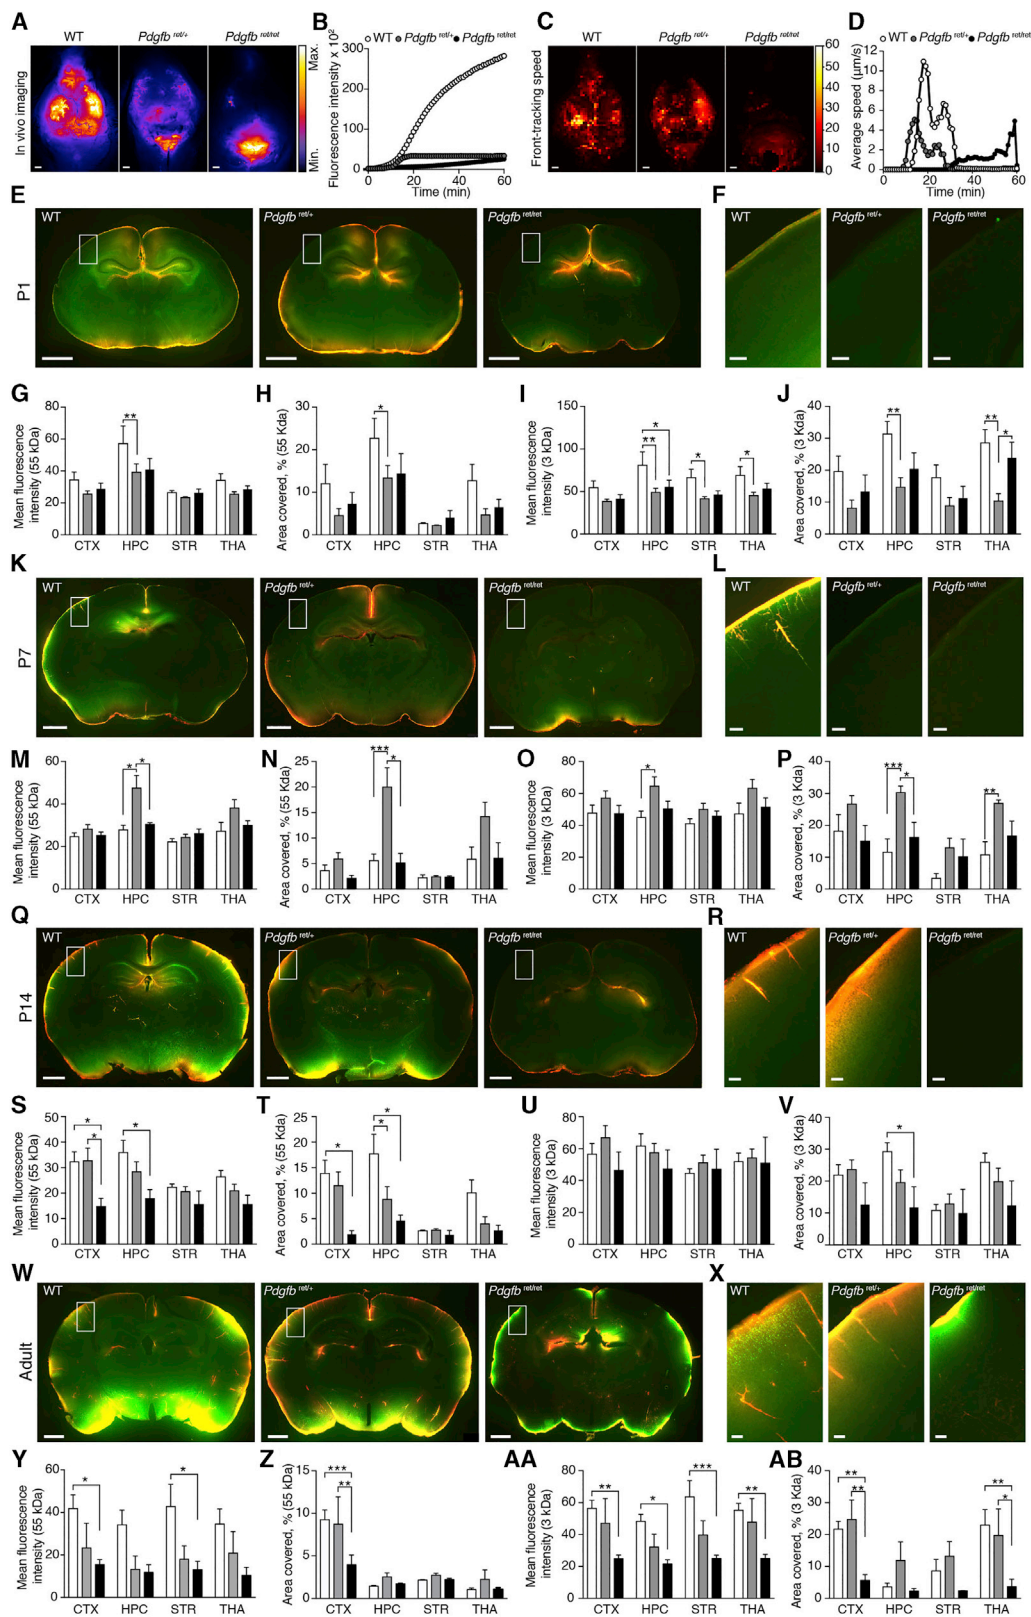 A
WT
Pdgfb ret/+
Pdgfb ret/ret
In vivo imaging
Max.
Min.
B
WT Pdgfb ret/+ Pdgfb ret/ret
Fluorescence intensity x 10²
300
200
100
0
0 20 40 60
Time (min)
C
WT
Pdgfb ret/+
Pdgfb ret/ret
Front-tracking speed
60
50
40
30
20
10
0
D
WT Pdgfb ret/+ Pdgfb ret/ret
Average speed (µm/s)
12
10
8
6
4
2
0
0 20 40 60
Time (min)
E
P1
WT
Pdgfb ret/+
Pdgfb ret/ret
F
WT
Pdgfb ret/+
Pdgfb ret/ret
G
Mean fluorescence
intensity (55 kDa)
80
60
40
20
0
**
CTX HPC STR THA
H
Area covered, % (55 Kda)
30
20
10
0
*
CTX HPC STR THA
I
Mean fluorescence
intensity (3 kDa)
150
100
50
0
*
**
*
*
CTX HPC STR THA
J
Area covered, % (3 Kda)
40
30
20
10
0
**
**
*
CTX HPC STR THA
K
P7
WT
Pdgfb ret/+
Pdgfb ret/ret
L
WT
Pdgfb ret/+
Pdgfb ret/ret
M
Mean fluorescence
intensity (55 kDa)
60
40
20
0
* *
CTX HPC STR THA
N
Area covered, % (55 Kda)
25
20
15
10
5
0
***
*
CTX HPC STR THA
O
Mean fluorescence
intensity (3 kDa)
80
60
40
20
0
*
CTX HPC STR THA
P
Area covered, % (3 Kda)
40
30
20
10
0
***
*
**
CTX HPC STR THA
Q
P14
WT
Pdgfb ret/+
Pdgfb ret/ret
R
WT
Pdgfb ret/+
Pdgfb ret/ret
S
Mean fluorescence
intensity (55 kDa)
50
40
30
20
10
0
*
*
*
CTX HPC STR THA
T
Area covered, % (55 Kda)
25
20
15
10
5
0
*
*
*
CTX HPC STR THA
U
Mean fluorescence
intensity (3 kDa)
80
60
40
20
0
CTX HPC STR THA
V
Area covered, % (3 Kda)
40
30
20
10
0
*
CTX HPC STR THA
W
Adult
WT
Pdgfb ret/+
Pdgfb ret/ret
X
WT
Pdgfb ret/+
Pdgfb ret/ret
Y
Mean fluorescence
intensity (55 kDa)
60
40
20
0
*
*
CTX HPC STR THA
Z
Area covered, % (55 Kda)
15
10
5
0
***
**
CTX HPC STR THA
AA
Mean fluorescence
intensity (3 kDa)
80
60
40
20
0
**
*
***
**
CTX HPC STR THA
AB
Area covered, % (3 Kda)
40
30
20
10
0
**
**
**
*
CTX HPC STR THA